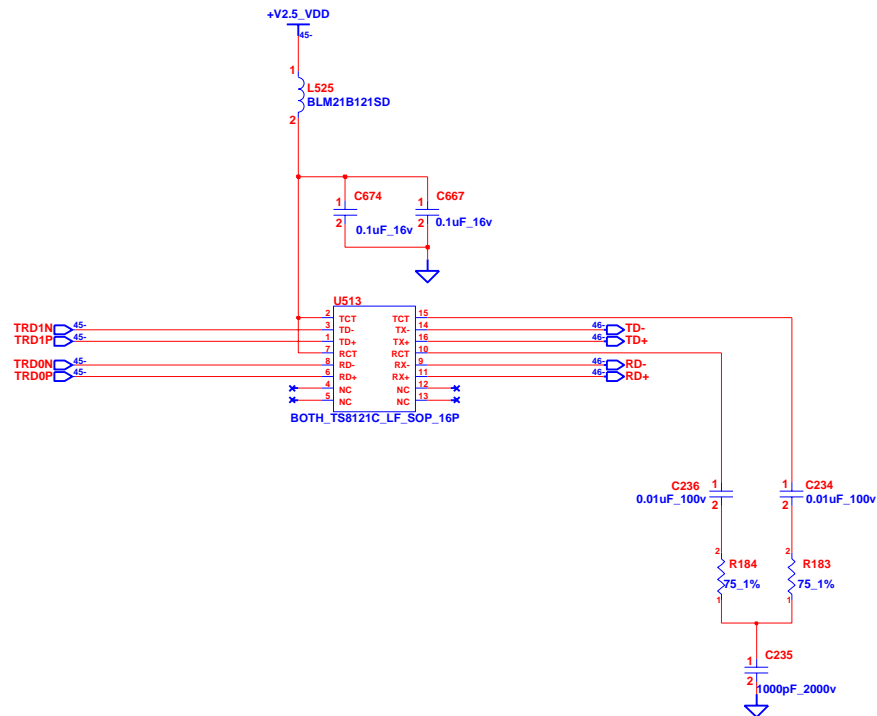 +V2.5_VDD
45-
1
L525
BLM21B121SD
2
C674
C667
1
1
2
2
0.1uF_16v
0.1uF_16v
U513
2 TCT TCT 15
TRD1N 45- 3 TD- TX- 14 46- TD-
TRD1P 45- 1 TD+ TX+ 16 46- TD+
7 RCT RCT 10
TRD0N 45- 8 RD- RX- 9 46- RD-
TRD0P 45- 6 RD+ RX+ 11 46- RD+
4 NC NC 12
5 NC NC 13
BOTH_TS8121C_LF_SOP_16P
C236 1
1 C234
0.01uF_100v
0.01uF_100v
2
2
2
2
R184
R183
75_1%
75_1%
1
1
C235
1
2
1000pF_2000v